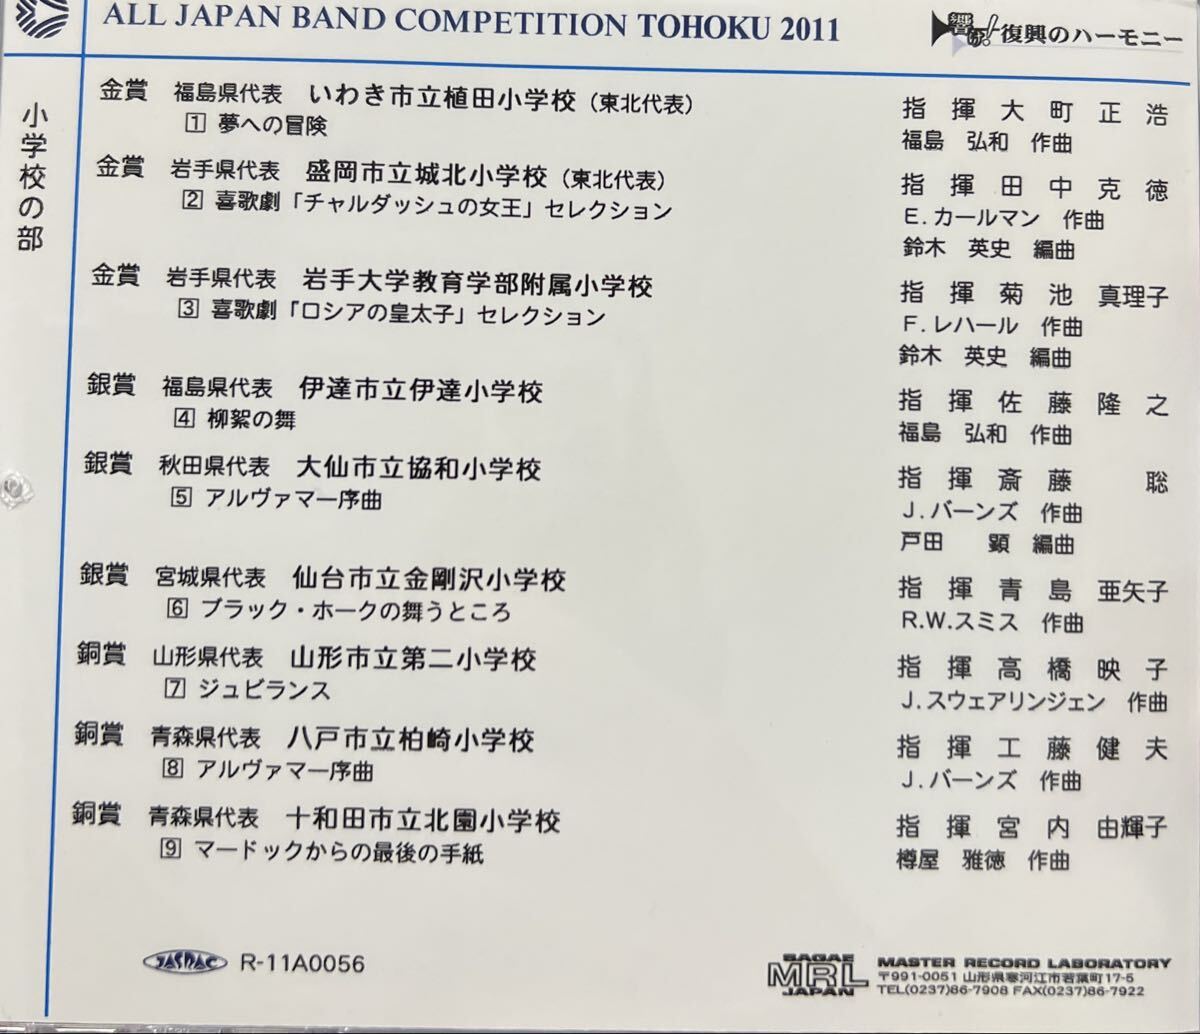 ALL JAPAN BAND COMPETITION TOHOKU 2011
響け!復興のハーモニー
小学校の部
金賞 福島県代表 いわき市立植田小学校(東北代表) 指揮 大町正浩
1 夢への冒険 福島 弘和 作曲
金賞 岩手県代表 盛岡市立城北小学校(東北代表) 指揮 田中克徳
2 喜歌劇「チャルダッシュの女王」セレクション E.カールマン 作曲
鈴木 英史 編曲
金賞 岩手県代表 岩手大学教育学部附属小学校 指揮 菊池 真理子
3 喜歌劇「ロシアの皇太子」セレクション F.レハール 作曲
鈴木 英史 編曲
銀賞 福島県代表 伊達市立伊達小学校 指揮 佐藤隆之
4 柳絮の舞 福島 弘和 作曲
銀賞 秋田県代表 大仙市立協和小学校 指揮 斎藤 聡
5 アルヴァマー序曲 J.バーンズ 作曲
戸田 顕 編曲
銀賞 宮城県代表 仙台市立金剛沢小学校 指揮 青島 亜矢子
6 ブラック・ホークの舞うところ R.W.スミス 作曲
銅賞 山形県代表 山形市立第二小学校 指揮 高橋映子
7 ジュビランス J.スウェアリンジェン 作曲
銅賞 青森県代表 八戸市立柏崎小学校 指揮 工藤健夫
8 アルヴァマー序曲 J.バーンズ 作曲
銅賞 青森県代表 十和田市立北園小学校 指揮 宮内 由輝子
9 マードックからの最後の手紙 樽屋 雅徳 作曲
JASRAC R-11A0056
SAGAE
MRL
JAPAN
MASTER RECORD LABORATORY
〒991-0051 山形県寒河江市若葉町17-5
TEL(0237)86-7908 FAX(0237)86-7922